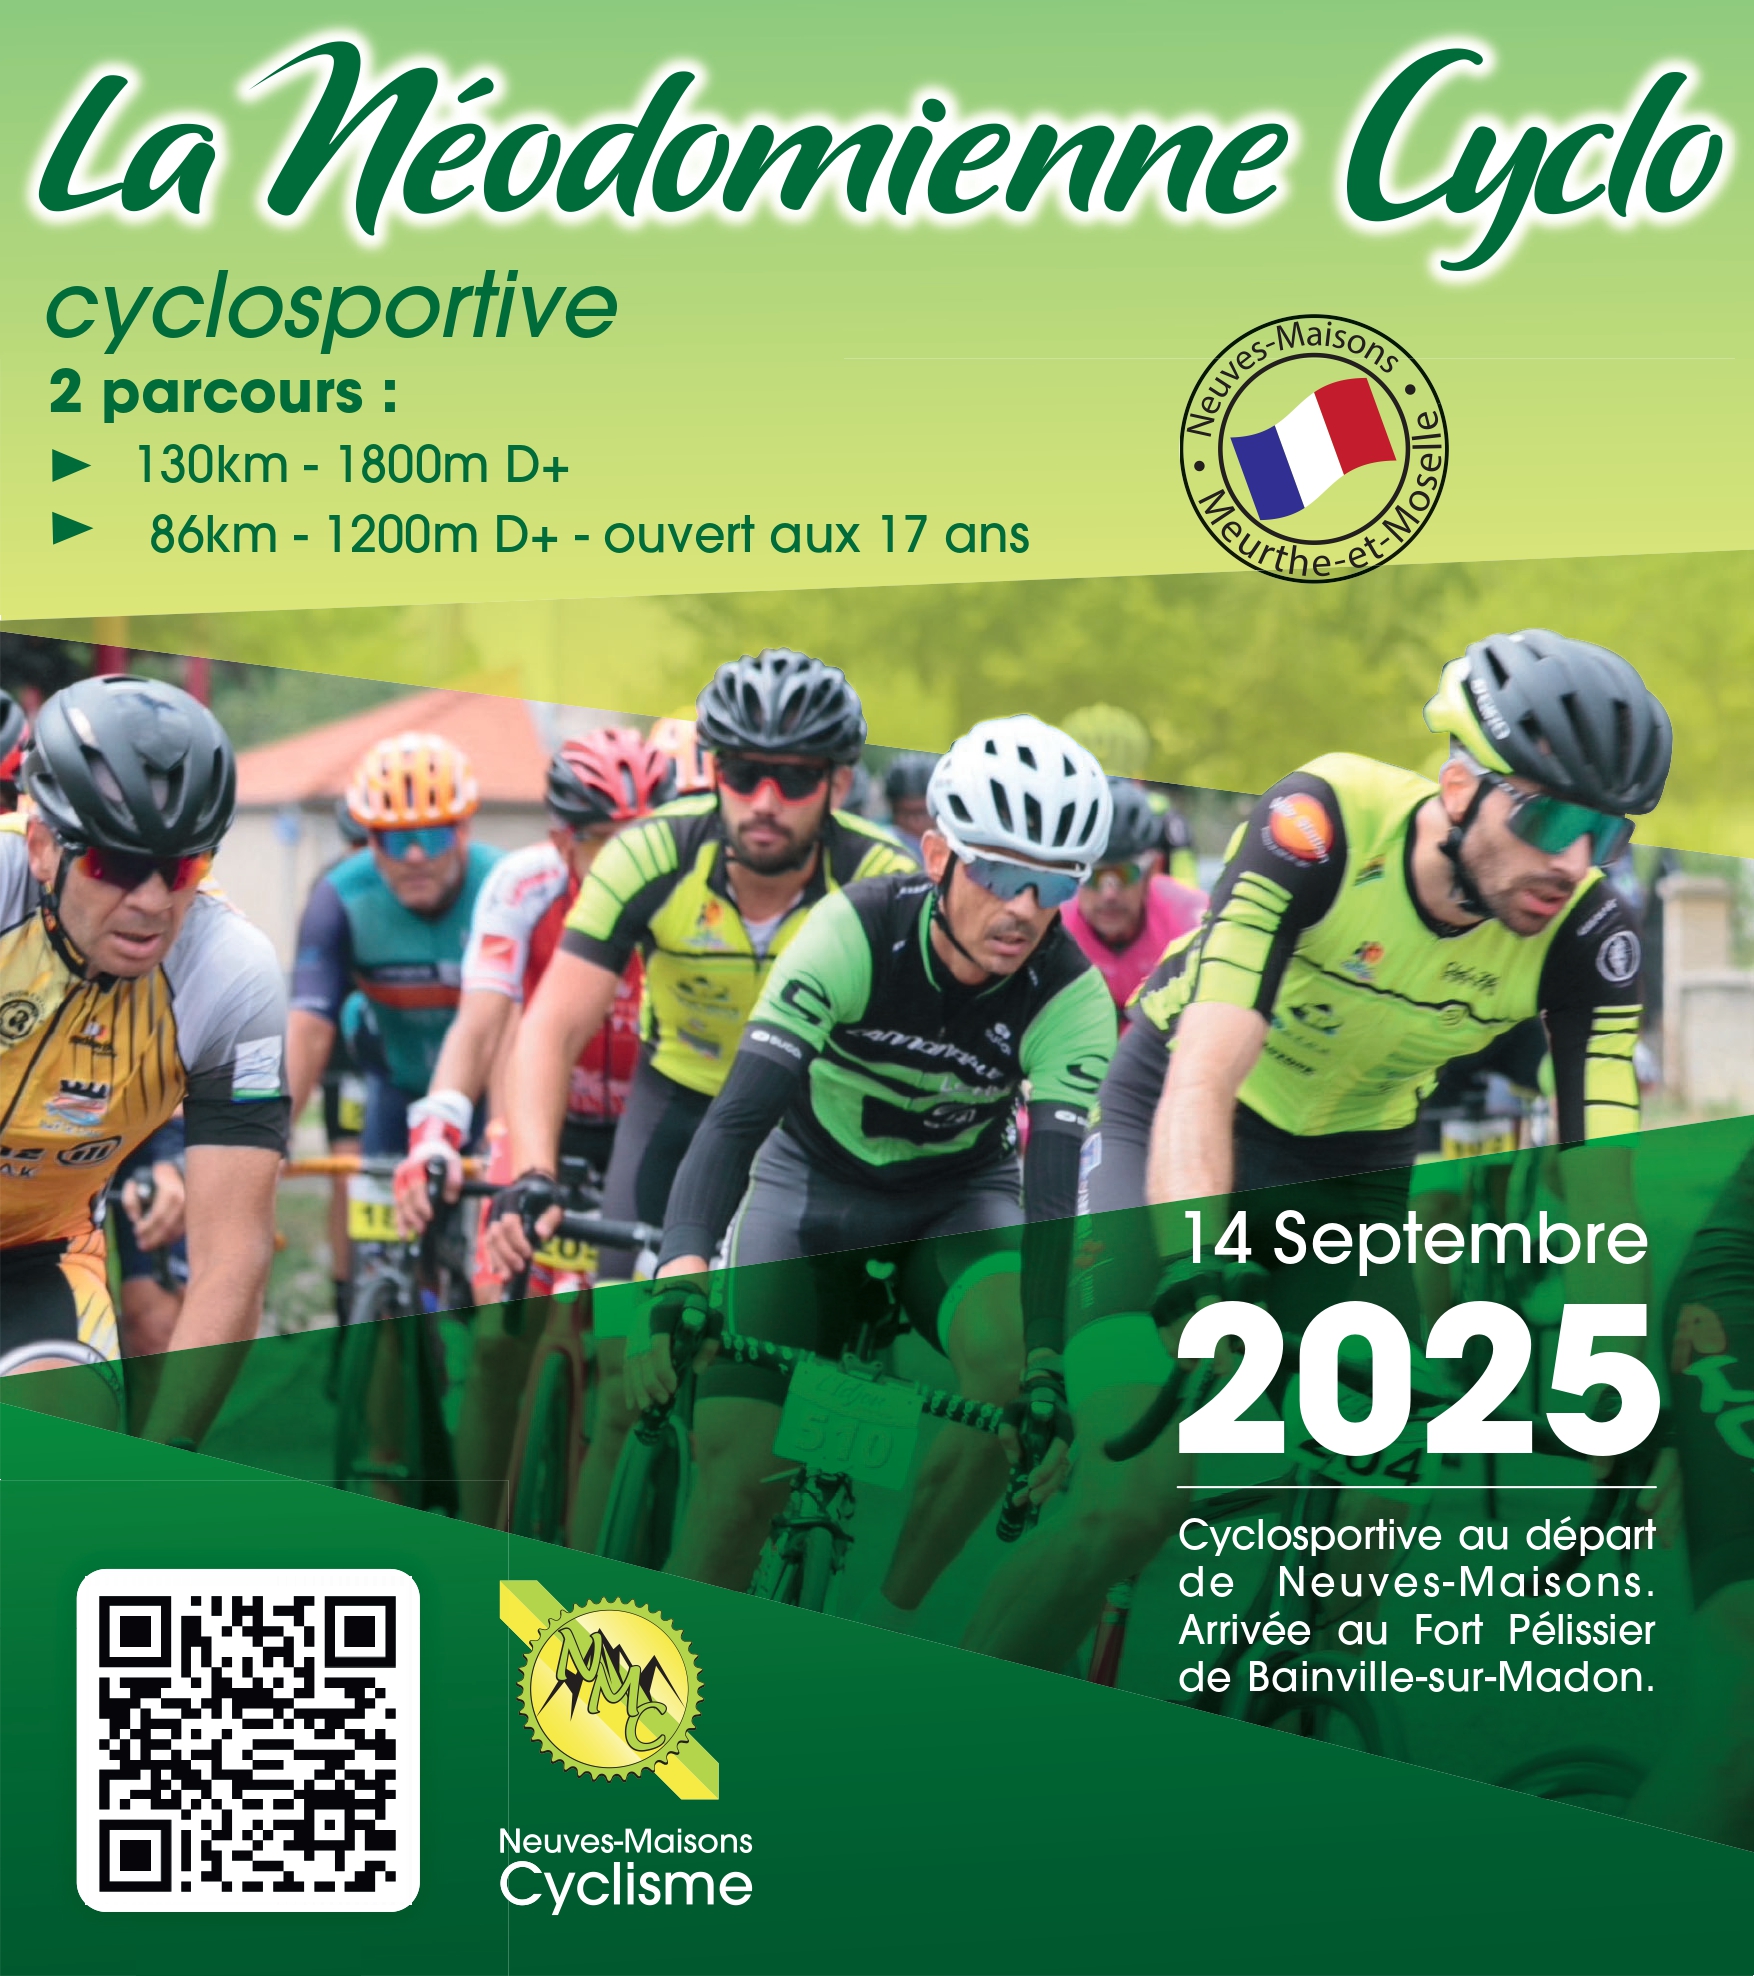 La Néodomienne Cyclo
cyclosportive
2 parcours :
130km - 1800m D+
86km - 1200m D+ - ouvert aux 17 ans
Neuves-Maisons
Meurthe-et-Moselle
14 Septembre
2025
Cyclosportive au départ
de Neuves-Maisons.
Arrivée au Fort Pélissier
de Bainville-sur-Madon.
510
NMC
Neuves-Maisons
Cyclisme